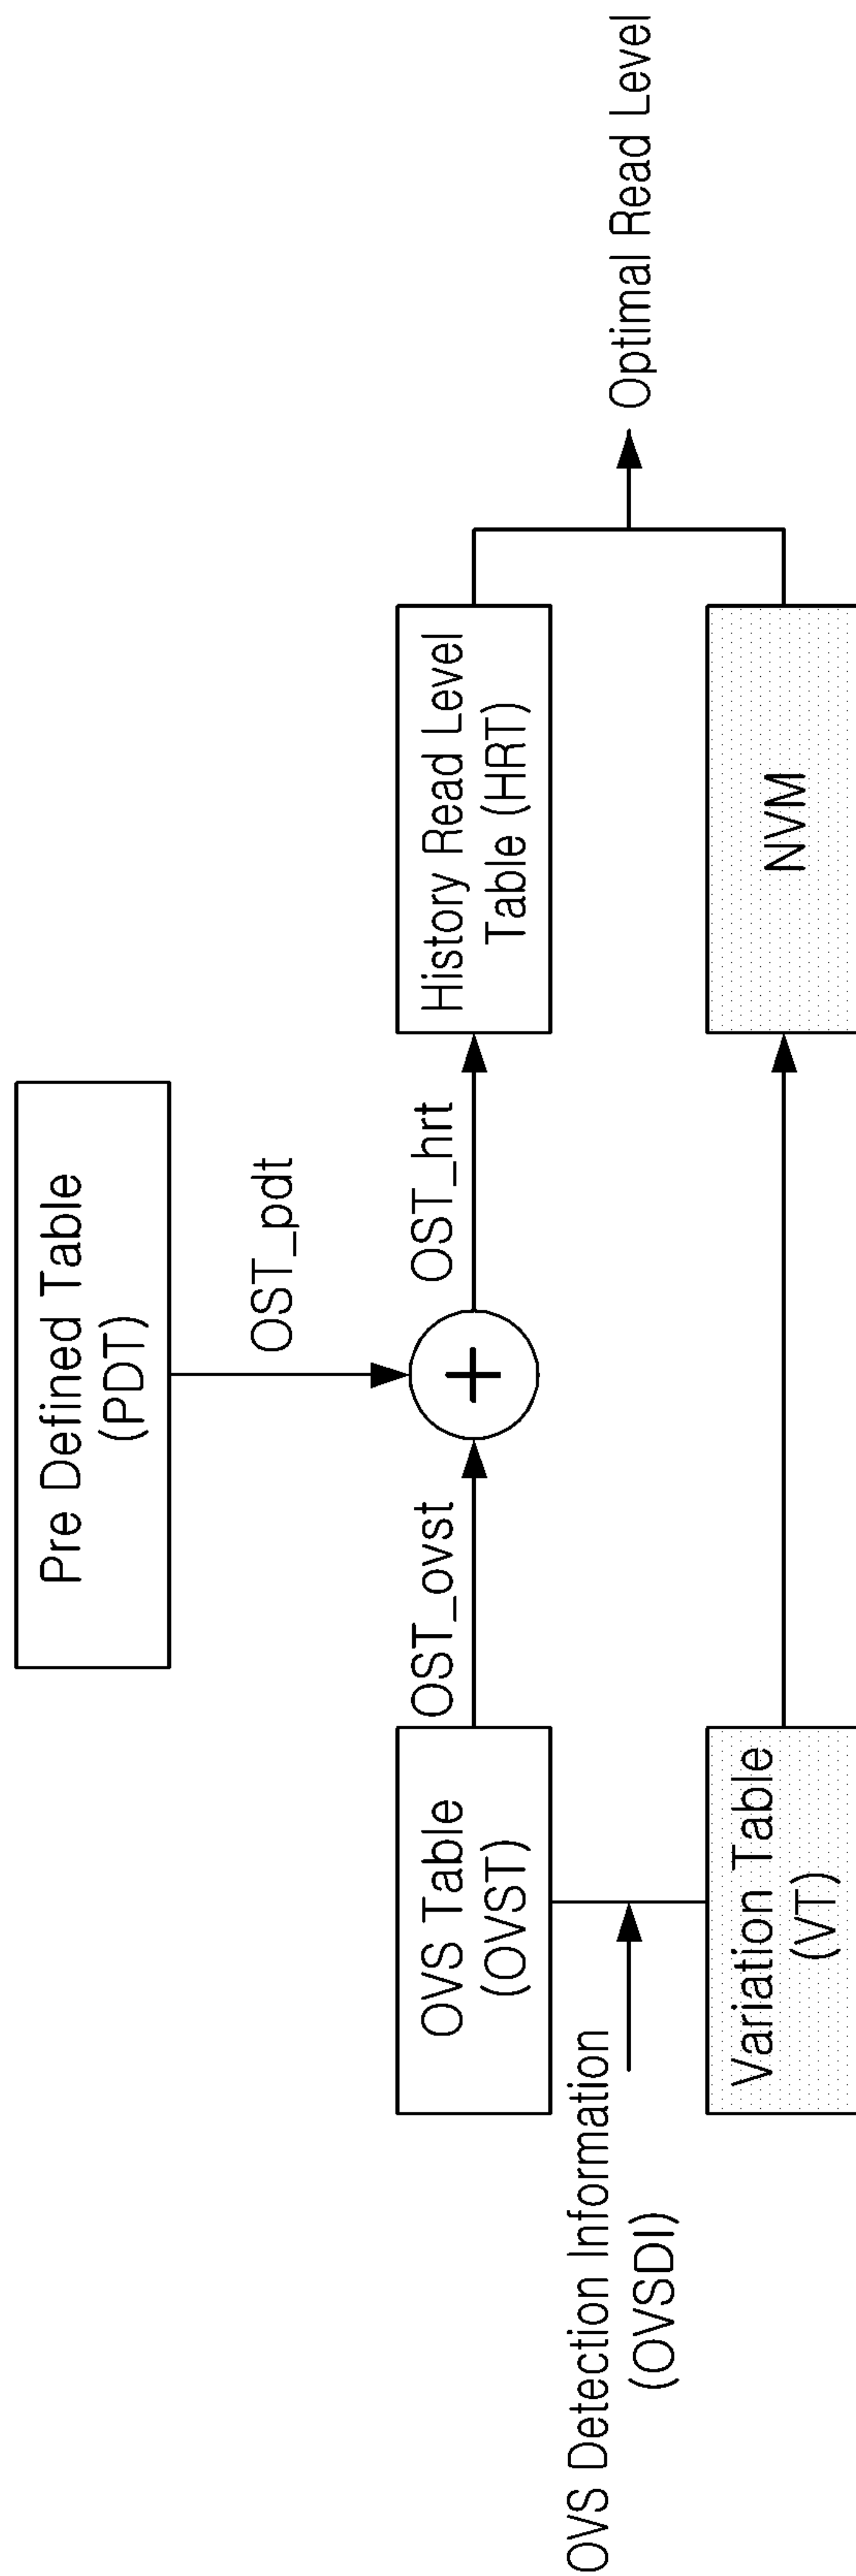 Pre Defined Table
(PDT)
OST_pdt
OVS Table
(OVST)
OST_ovst
+
OST_hrt
History Read Level
Table (HRT)
OVS Detection Information
(OVSDI)
Optimal Read Level
Variation Table
(VT)
NVM